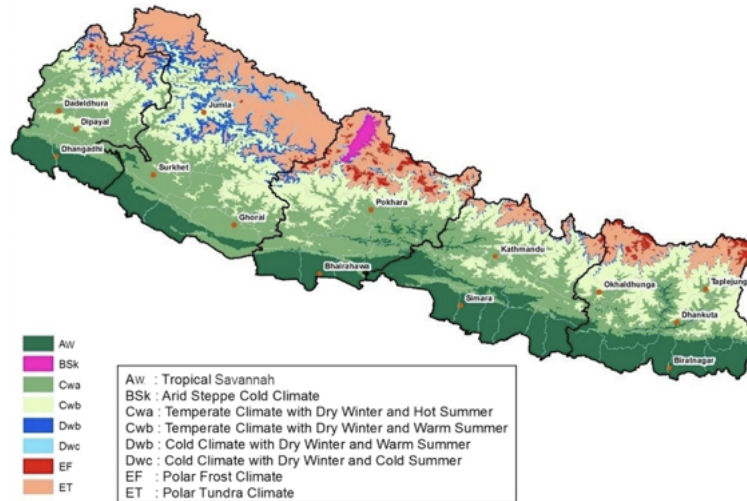 Dadeldhura
Jumla
Dipayal
Dhangadhi
Surkhet
Pokhara
Ghoral
Kathmandu
Bhairahawa
Okhaldhunga
Taplejung
Simara
Dhankuta
Biratnagar
Aw
BSk
Cwa
Cwb
Dwb
Dwc
EF
ET
Aw. : Tropical Savannah
BSk : Arid Steppe Cold Climate
Cwa : Temperate Climate with Dry Winter and Hot Summer
Cwb : Temperate Climate with Dry Winter and Warm Summer
Dwb : Cold Climate with Dry Winter and Warm Summer
Dwc : Cold Climate with Dry Winter and Cold Summer
EF : Polar Frost Climate
ET : Polar Tundra Climate